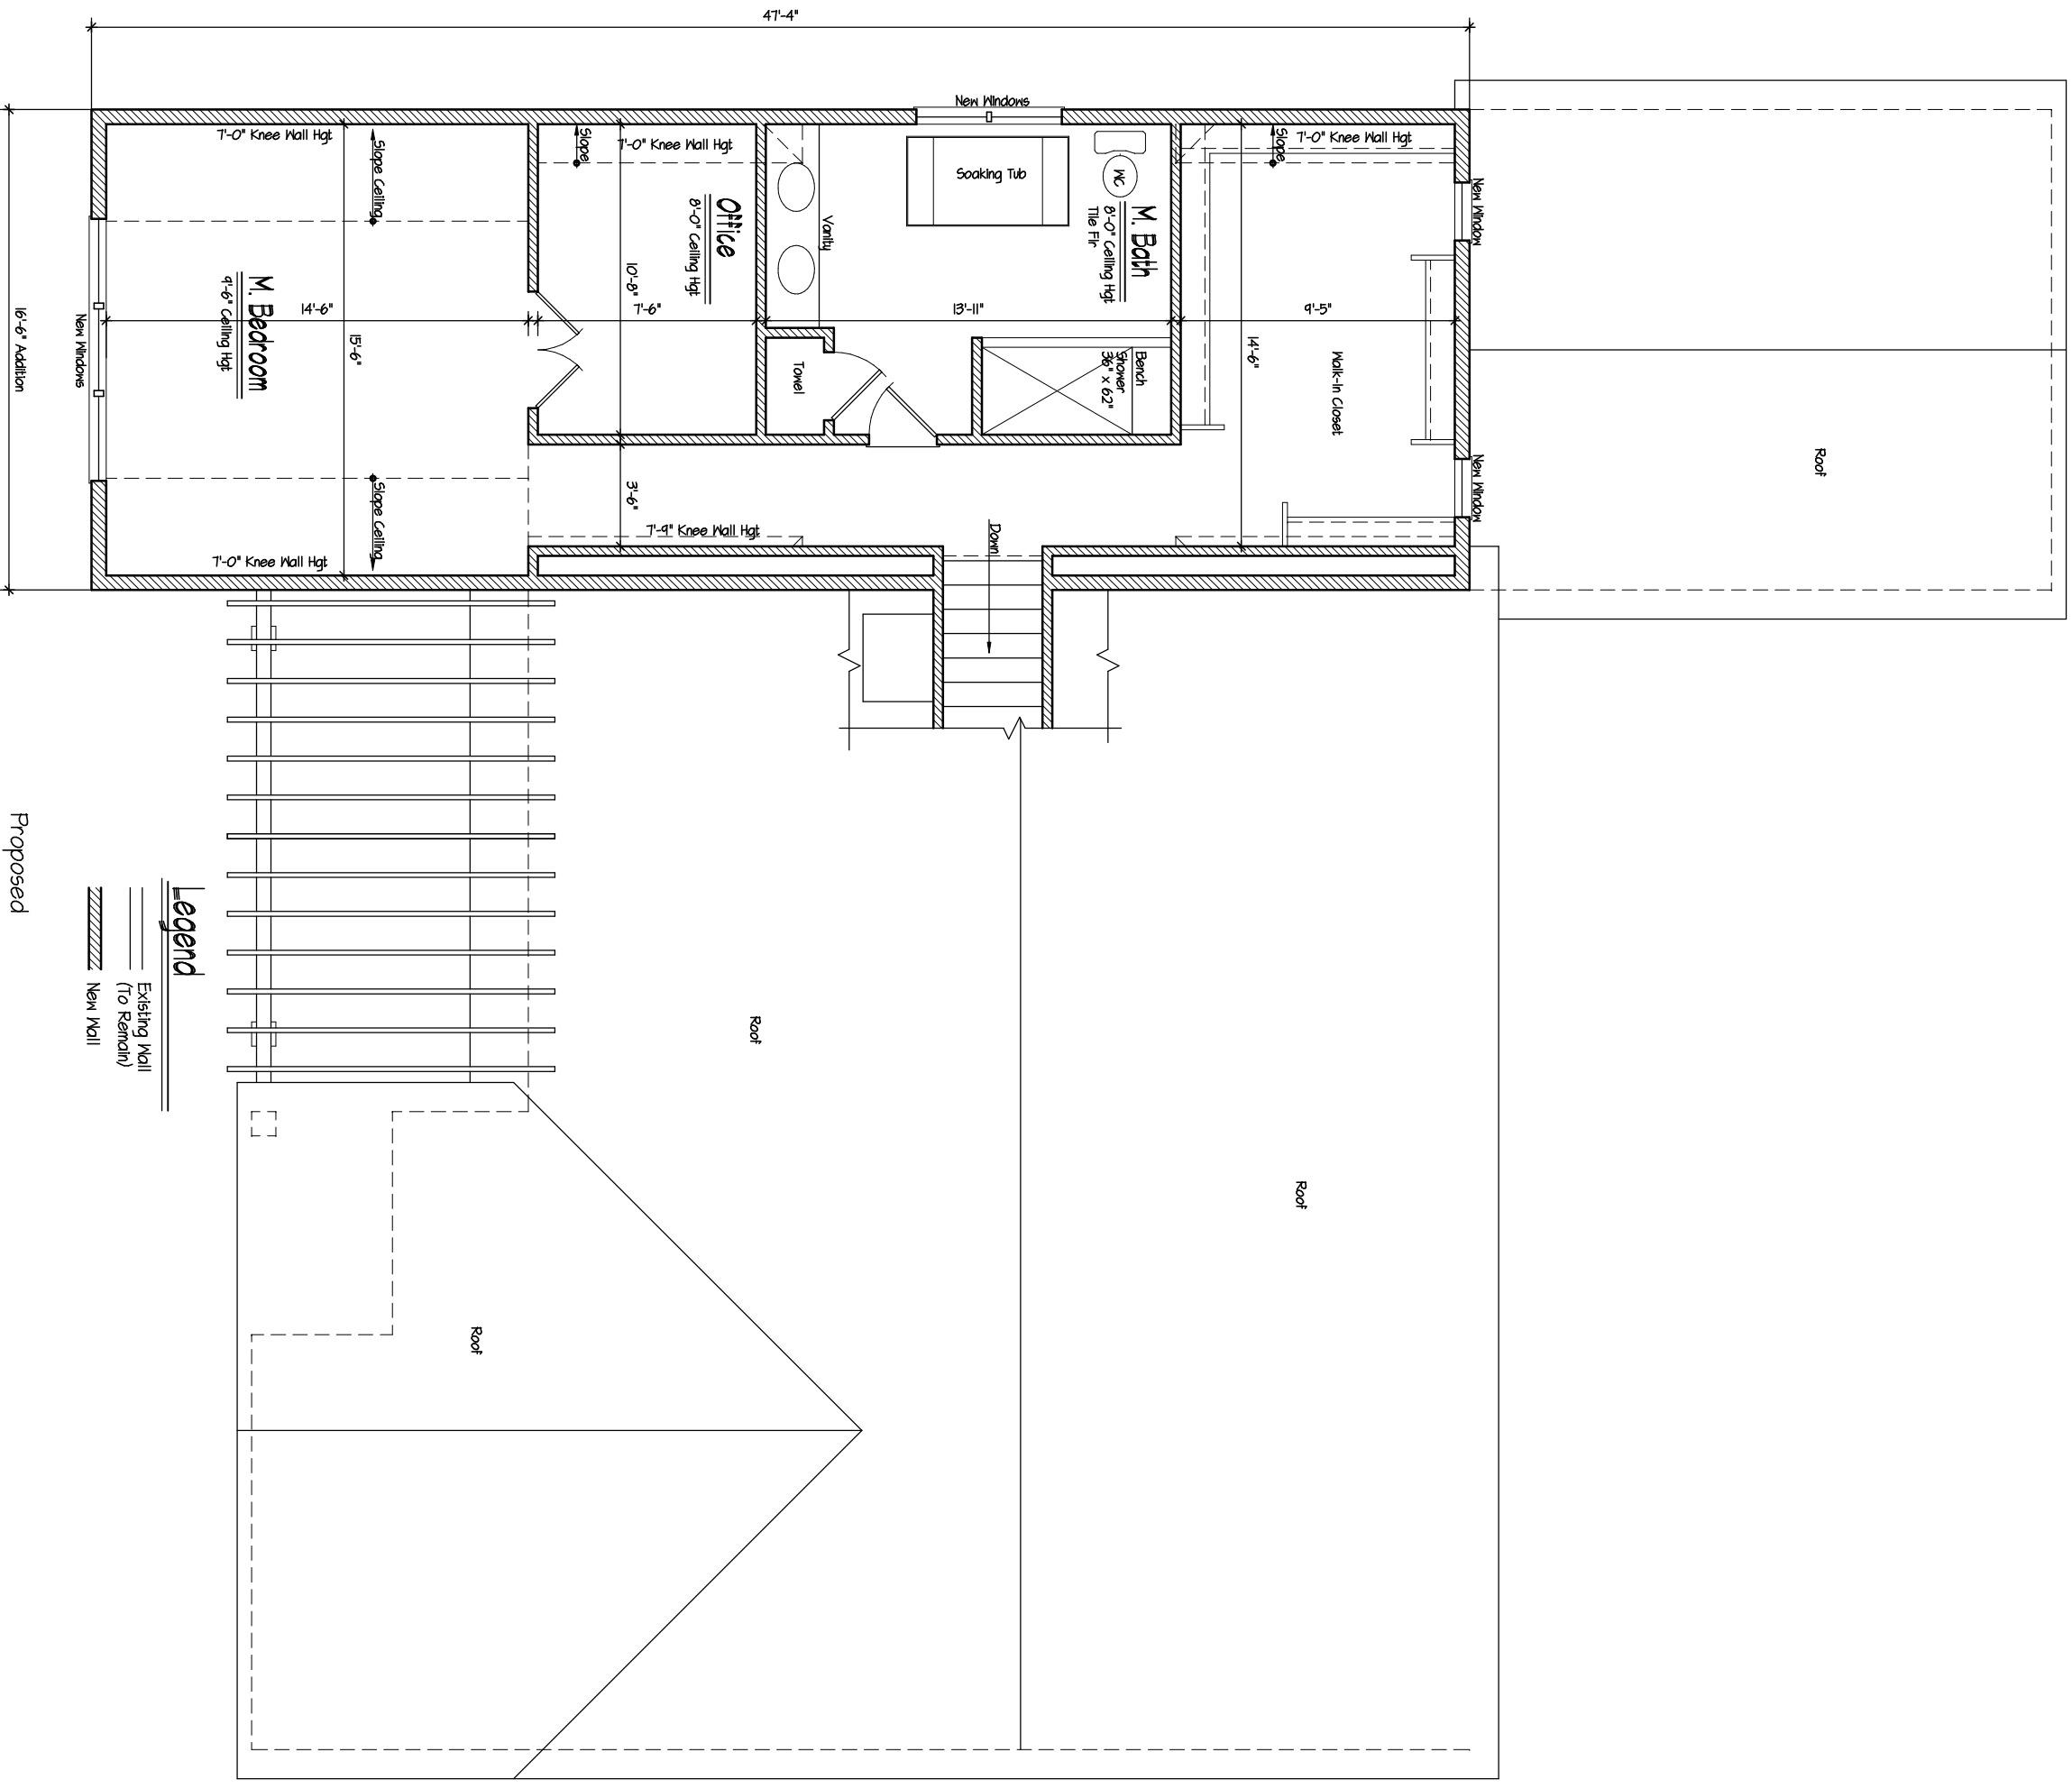 47'-4"
New Windows
7'-0" Knee Wall Hgt
Slope Ceiling
Slope
7'-0" Knee Wall Hgt
Office
8'-0" Ceiling Hgt
Vanity
Soaking Tub
WC
M. Bath
8'-0" Ceiling Hgt
Tile Flr
Slope
7'-0" Knee Wall Hgt
New Window
16'-6" Addition
New Windows
M. Bedroom
9'-6" Ceiling Hgt
14'-6"
15'-6"
10'-8"
7'-6"
13'-11"
9'-5"
14'-6"
Towel
Bench
Shower
36" x 62"
Walk-In Closet
New Window
Roof
Slope Ceiling
3'-6"
7'-9" Knee Wall Hgt
7'-0" Knee Wall Hgt
Down
Roof
Roof
Roof
Legend
Existing Wall
(To Remain)
New Wall
Proposed